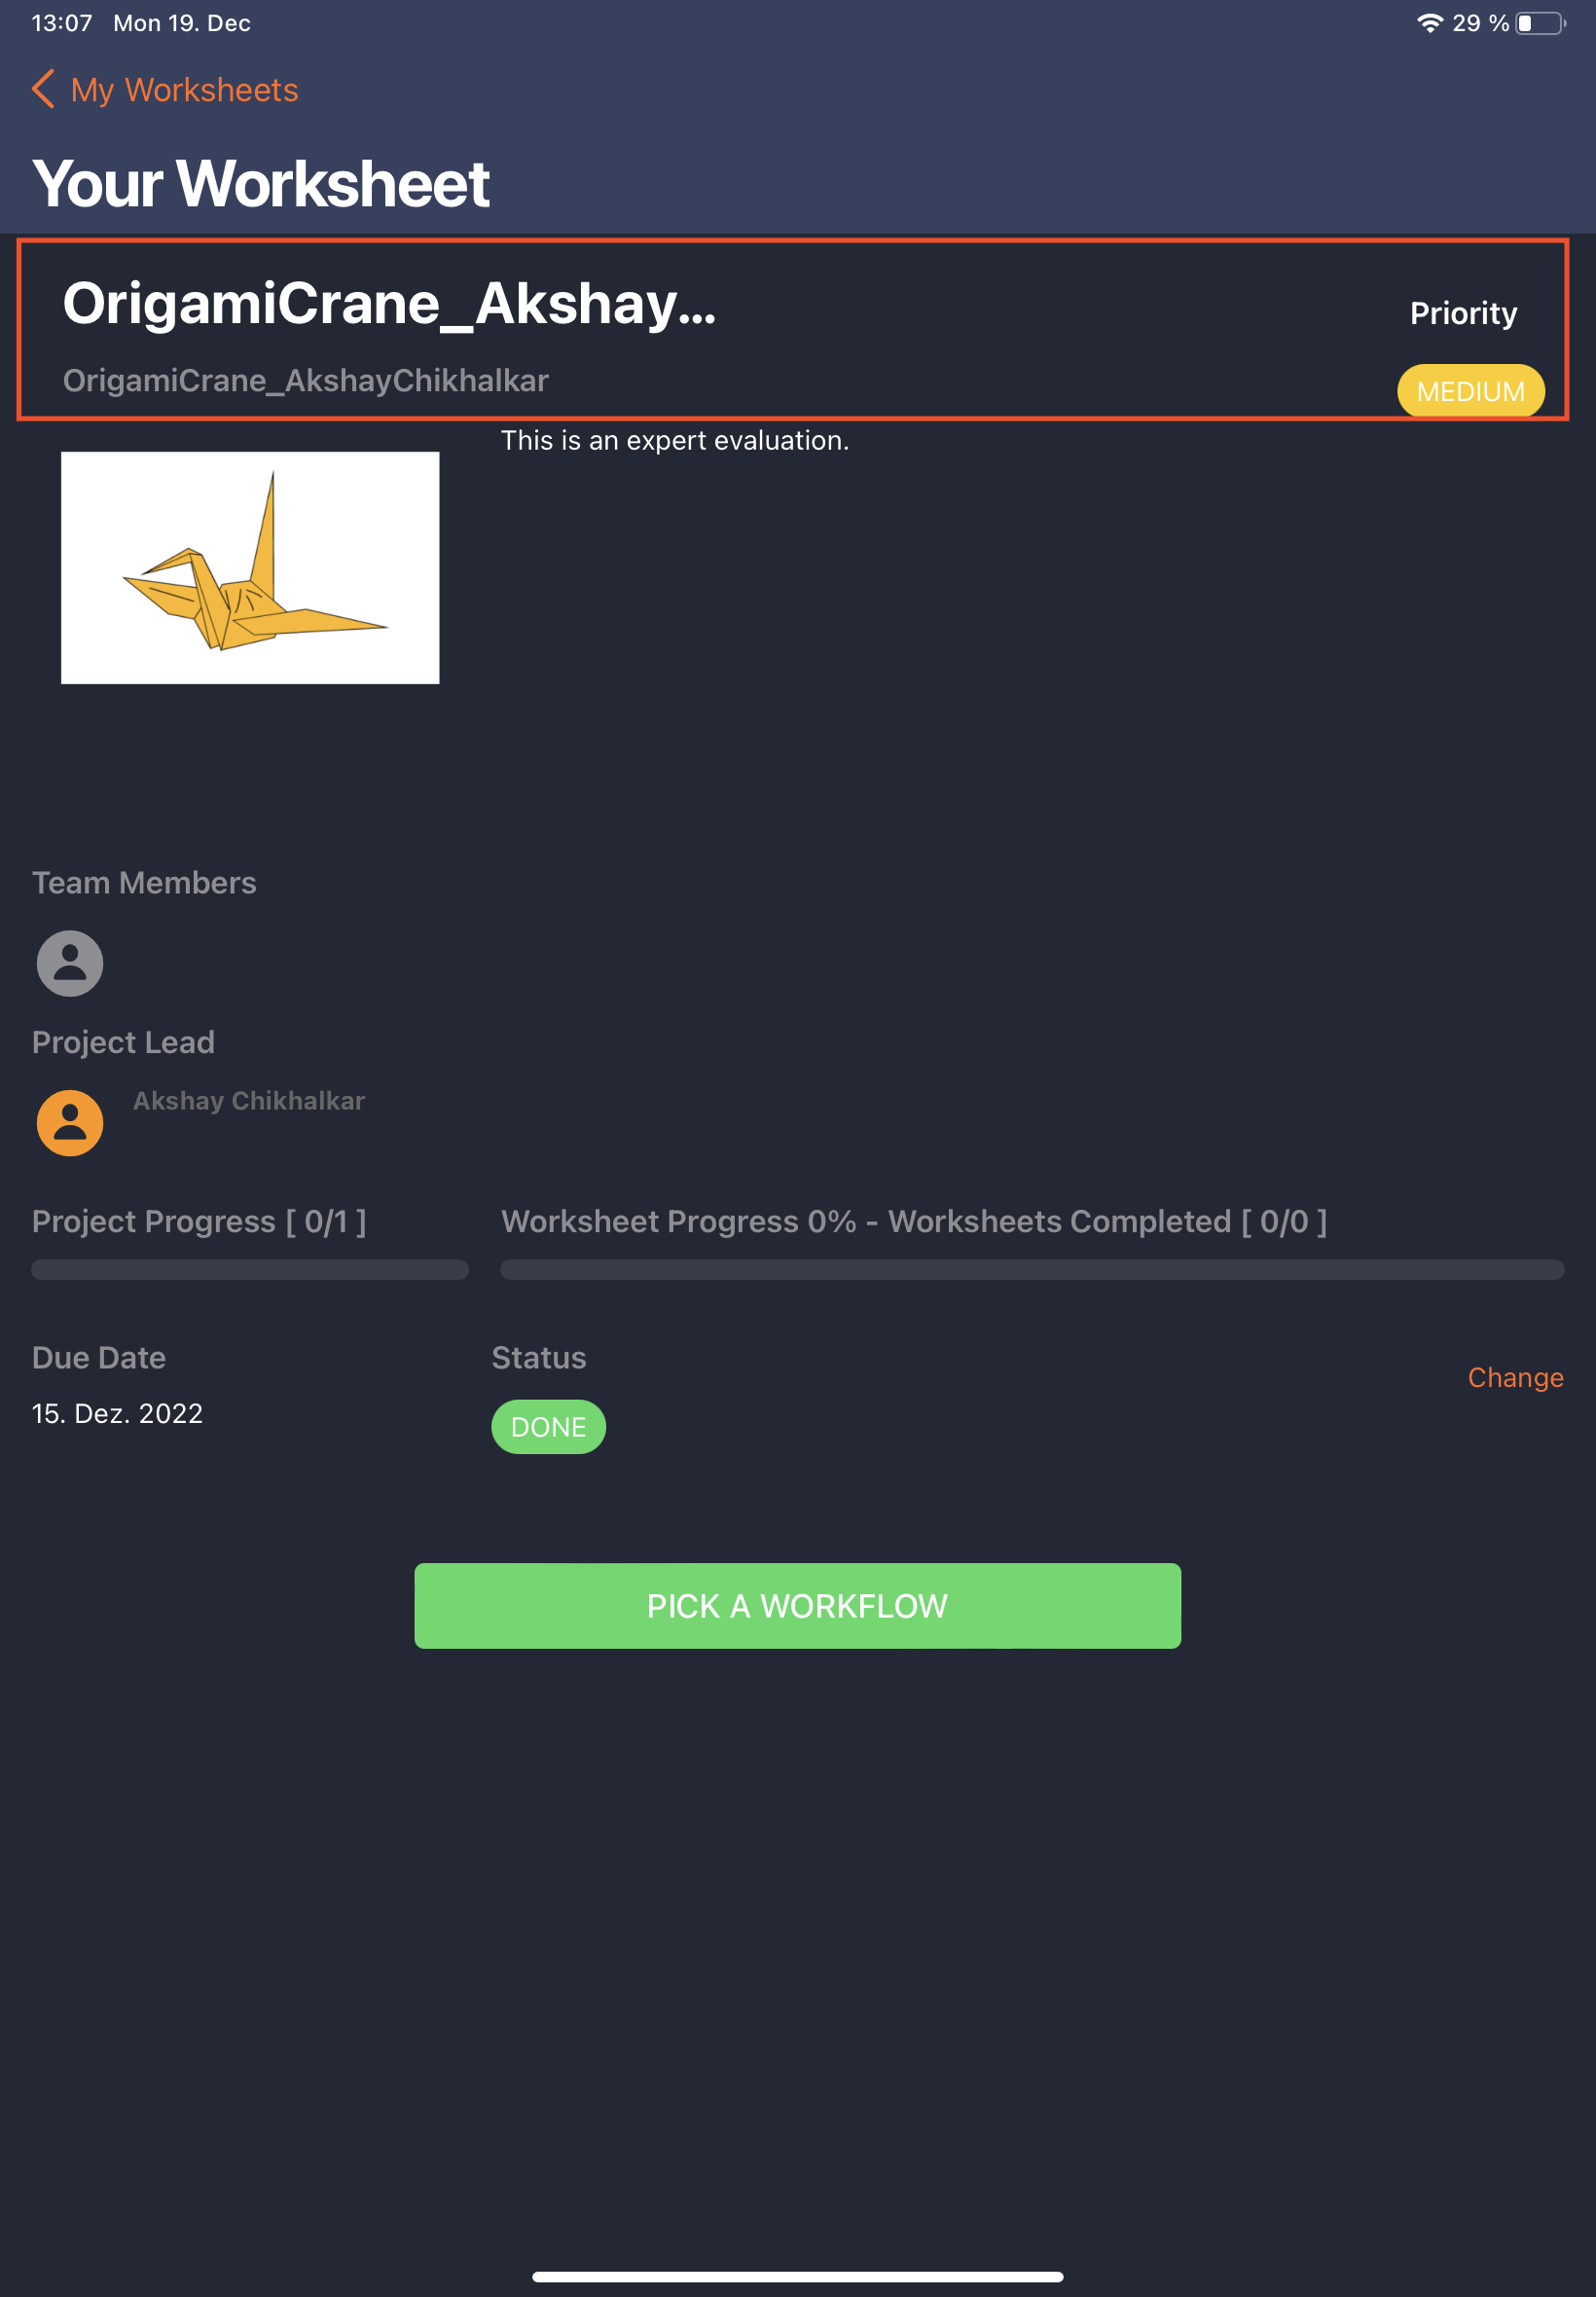 13:07 Mon 19. Dec 29 %
My Worksheets
Your Worksheet
OrigamiCrane_Akshay...
Priority
OrigamiCrane_AkshayChikhalkar
MEDIUM
This is an expert evaluation.
Team Members
Project Lead
Akshay Chikhalkar
Project Progress [ 0/1 ]
Worksheet Progress 0% - Worksheets Completed [ 0/0 ]
Due Date
Status
Change
15. Dez. 2022
DONE
PICK A WORKFLOW